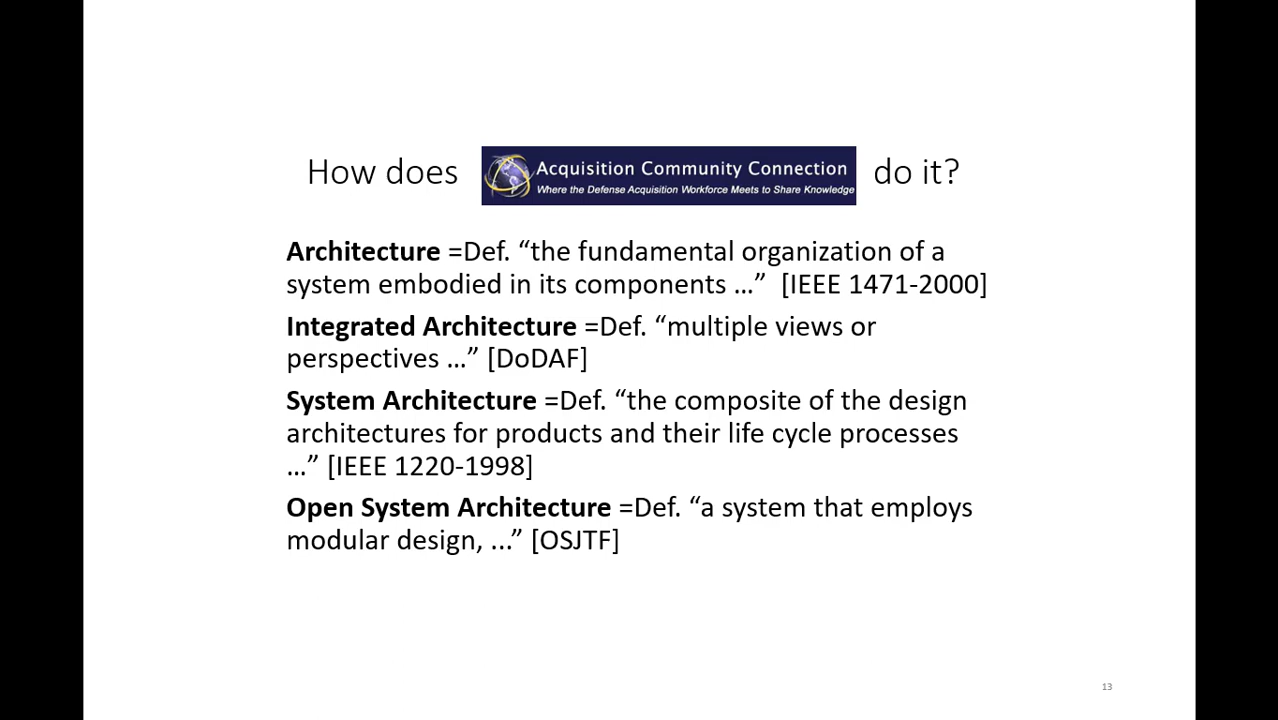 How does Acquisition Community Connection do it?
Where the Defense Acquisition Workforce Meets to Share Knowledge
Architecture =Def. “the fundamental organization of a
system embodied in its components …”  [IEEE 1471-2000]
Integrated Architecture =Def. “multiple views or
perspectives …” [DoDAF]
System Architecture =Def. “the composite of the design
architectures for products and their life cycle processes
…” [IEEE 1220-1998]
Open System Architecture =Def. “a system that employs
modular design, ...” [OSJTF]
13